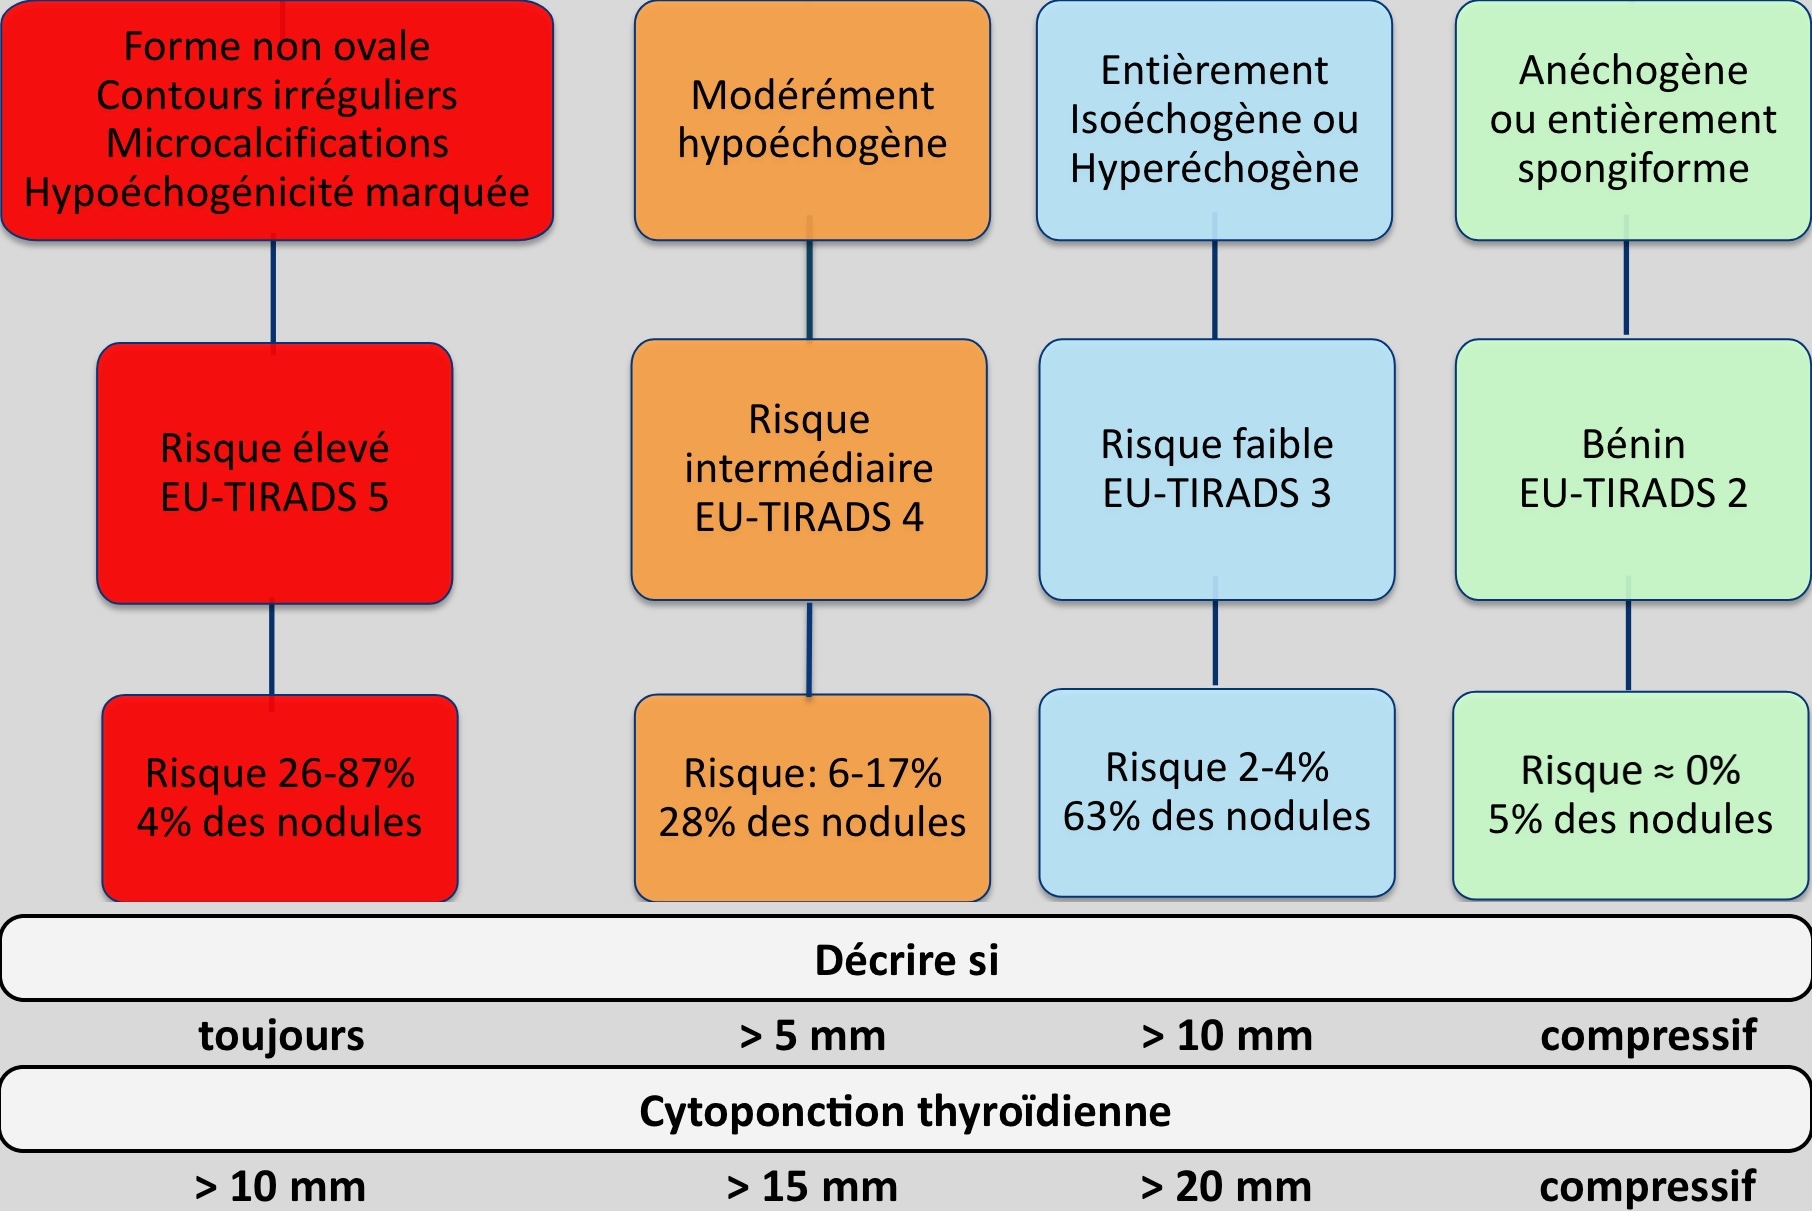 Forme non ovale
Contours irréguliers
Microcalcifications
Hypoéchogénicité marquée
Modérément
hypoéchogène
Entièrement
Isoéchogène ou
Hyperéchogène
Anéchogène
ou entièrement
spongiforme
Risque élevé
EU-TIRADS 5
Risque
intermédiaire
EU-TIRADS 4
Risque faible
EU-TIRADS 3
Bénin
EU-TIRADS 2
Risque 26-87%
4% des nodules
Risque: 6-17%
28% des nodules
Risque 2-4%
63% des nodules
Risque ≈ 0%
5% des nodules
Décrire si
toujours > 5 mm > 10 mm compressif
Cytoponction thyroïdienne
> 10 mm > 15 mm > 20 mm compressif